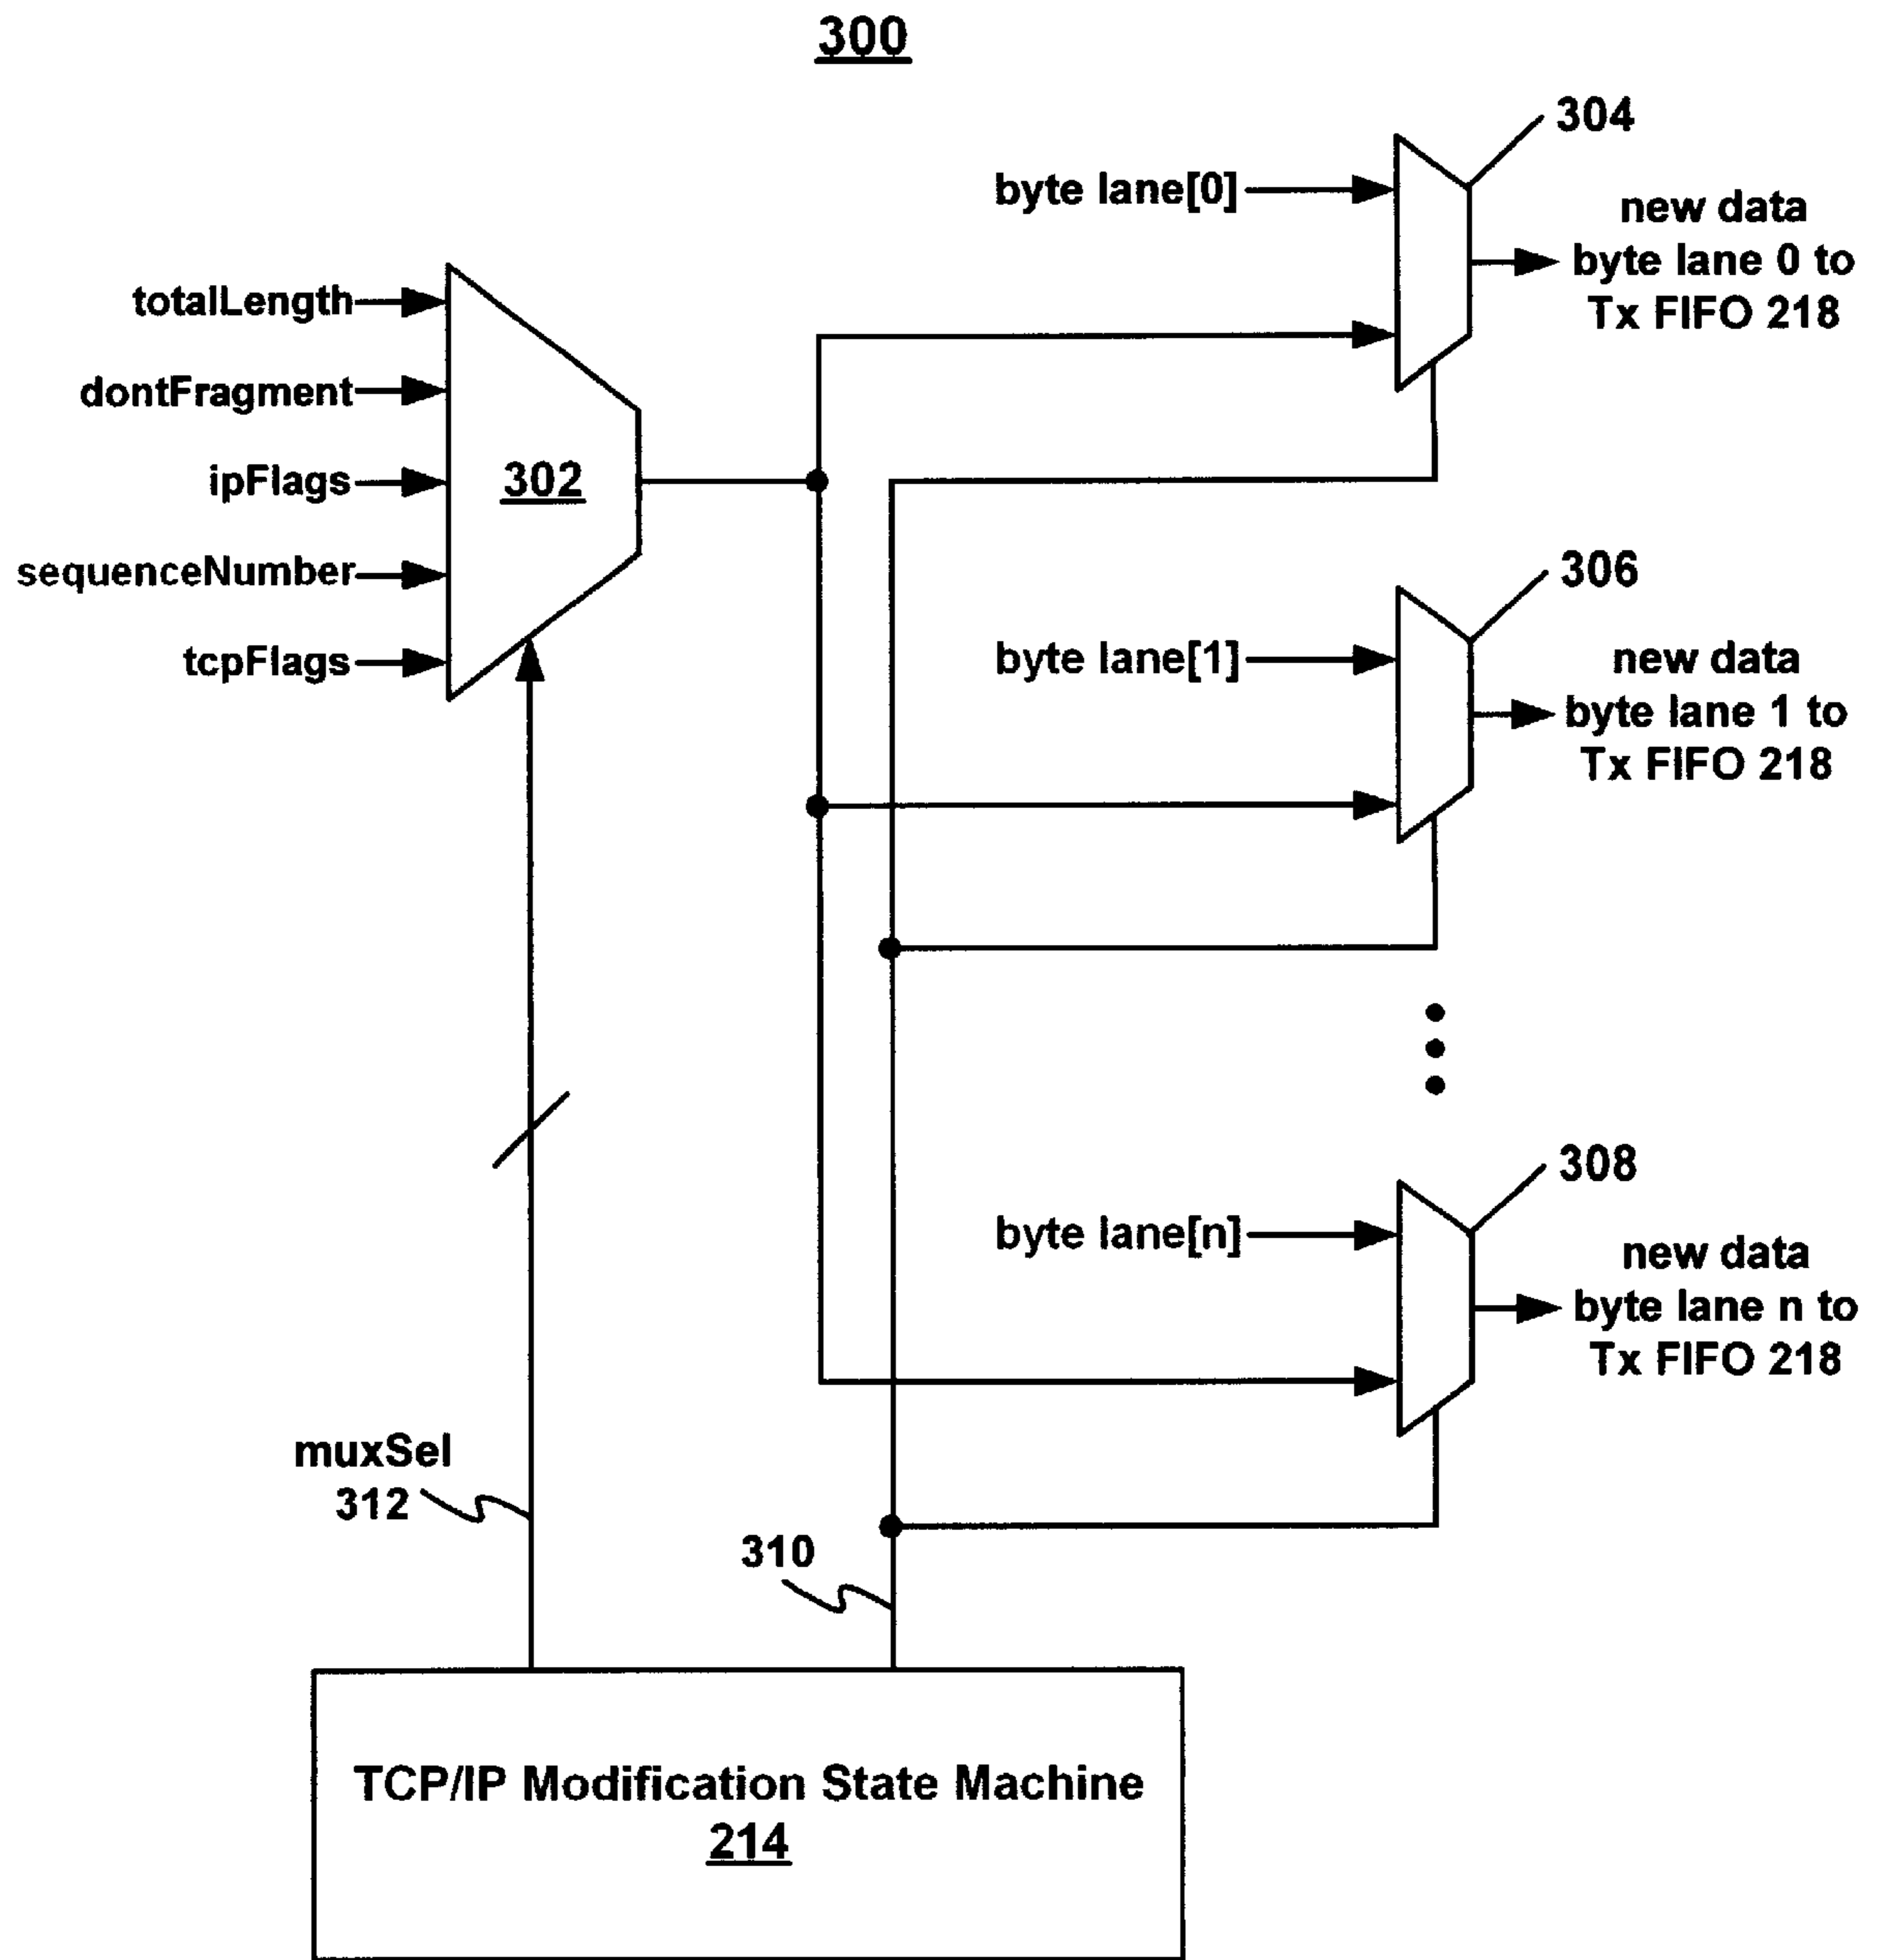 300
304
byte lane[0]
new data
byte lane 0 to
Tx FIFO 218
totalLength
dontFragment
ipFlags
sequenceNumber
tcpFlags
302
306
byte lane[1]
new data
byte lane 1 to
Tx FIFO 218
308
byte lane[n]
new data
byte lane n to
Tx FIFO 218
muxSel
312
310
TCP/IP Modification State Machine
214